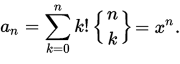 $a_n = \sum_{k=0}^{n} k! \left\{ {n \atop k} \right\} = x^n.$